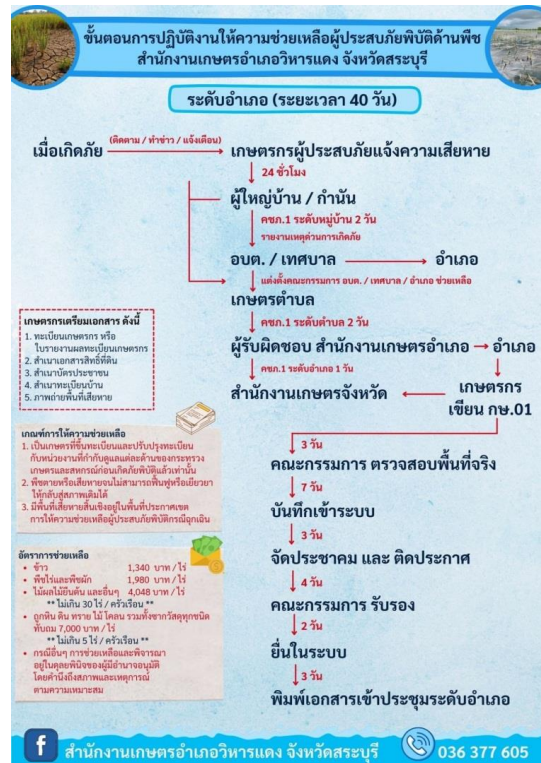 ขั้นตอนการปฏิบัติงานให้ความช่วยเหลือผู้ประสบภัยพิบัติด้านพืช
สำนักงานเกษตรอำเภอวิหารแดง จังหวัดสระบุรี
ระดับอำเภอ (ระยะเวลา 40 วัน)
เมื่อเกิดภัย
(ติดตาม / ทำข่าว / แจ้งเตือน)
เกษตรกรผู้ประสบภัยแจ้งความเสียหาย
24 ชั่วโมง
ผู้ใหญ่บ้าน / กำนัน
คชภ.1 ระดับหมู่บ้าน 2 วัน
รายงานเหตุด่วนการเกิดภัย
อบต. / เทศบาล
อำเภอ
แต่งตั้งคณะกรรมการ อบต. / เทศบาล / อำเภอ ช่วยเหลือ
เกษตรตำบล
คชภ.1 ระดับตำบล 2 วัน
ผู้รับผิดชอบ สำนักงานเกษตรอำเภอ
อำเภอ
คชภ.1 ระดับอำเภอ 1 วัน
สำนักงานเกษตรจังหวัด
เกษตรกร
เขียน กษ.01
3 วัน
คณะกรรมการ ตรวจสอบพื้นที่จริง
7 วัน
บันทึกเข้าระบบ
3 วัน
จัดประชาคม และ ติดประกาศ
4 วัน
คณะกรรมการ รับรอง
2 วัน
ยื่นในระบบ
3 วัน
พิมพ์เอกสารเข้าประชุมระดับอำเภอ
เกษตรกรเตรียมเอกสาร ดังนี้
1. ทะเบียนเกษตรกร หรือ
ใบรายงานผลทะเบียนเกษตรกร
2. สำเนาเอกสารสิทธิ์ที่ดิน
3. สำเนาบัตรประชาชน
4. สำเนาทะเบียนบ้าน
5. ภาพถ่ายพื้นที่เสียหาย
เกณฑ์การให้ความช่วยเหลือ
1. เป็นเกษตรที่ขึ้นทะเบียนและปรับปรุงทะเบียน
กับหน่วยงานที่กำกับดูแลแต่ละด้านของกระทรวง
เกษตรและสหกรณ์ก่อนเกิดภัยพิบัติแล้วเท่านั้น
2. พืชตายหรือเสียหายจนไม่สามารถฟื้นฟูหรือเยียวยา
ให้กลับสู่สภาพเดิมได้
3. มีพื้นที่เสียหายสิ้นเชิงอยู่ในพื้นที่ประกาศเขต
การให้ความช่วยเหลือผู้ประสบภัยพิบัติกรณีฉุกเฉิน
อัตราการช่วยเหลือ
• ข้าว 1,340 บาท / ไร่
• พืชไร่และพืชผัก 1,980 บาท / ไร่
• ไม้ผลไม้ยืนต้น และอื่นๆ 4,048 บาท / ไร่
** ไม่เกิน 30 ไร่ / ครัวเรือน **
• ถูกหิน ดิน ทราย ไม้ โคลน รวมทั้งซากวัสดุทุกชนิด
ทับถม 7,000 บาท / ไร่
** ไม่เกิน 5 ไร่ / ครัวเรือน **
• กรณีอื่นๆ การช่วยเหลือและพิจารณา
อยู่ในดุลยพินิจของผู้มีอำนาจอนุมัติ
โดยคำนึงถึงสภาพและเหตุการณ์
ตามความเหมาะสม
f สำนักงานเกษตรอำเภอวิหารแดง จังหวัดสระบุรี
036 377 605